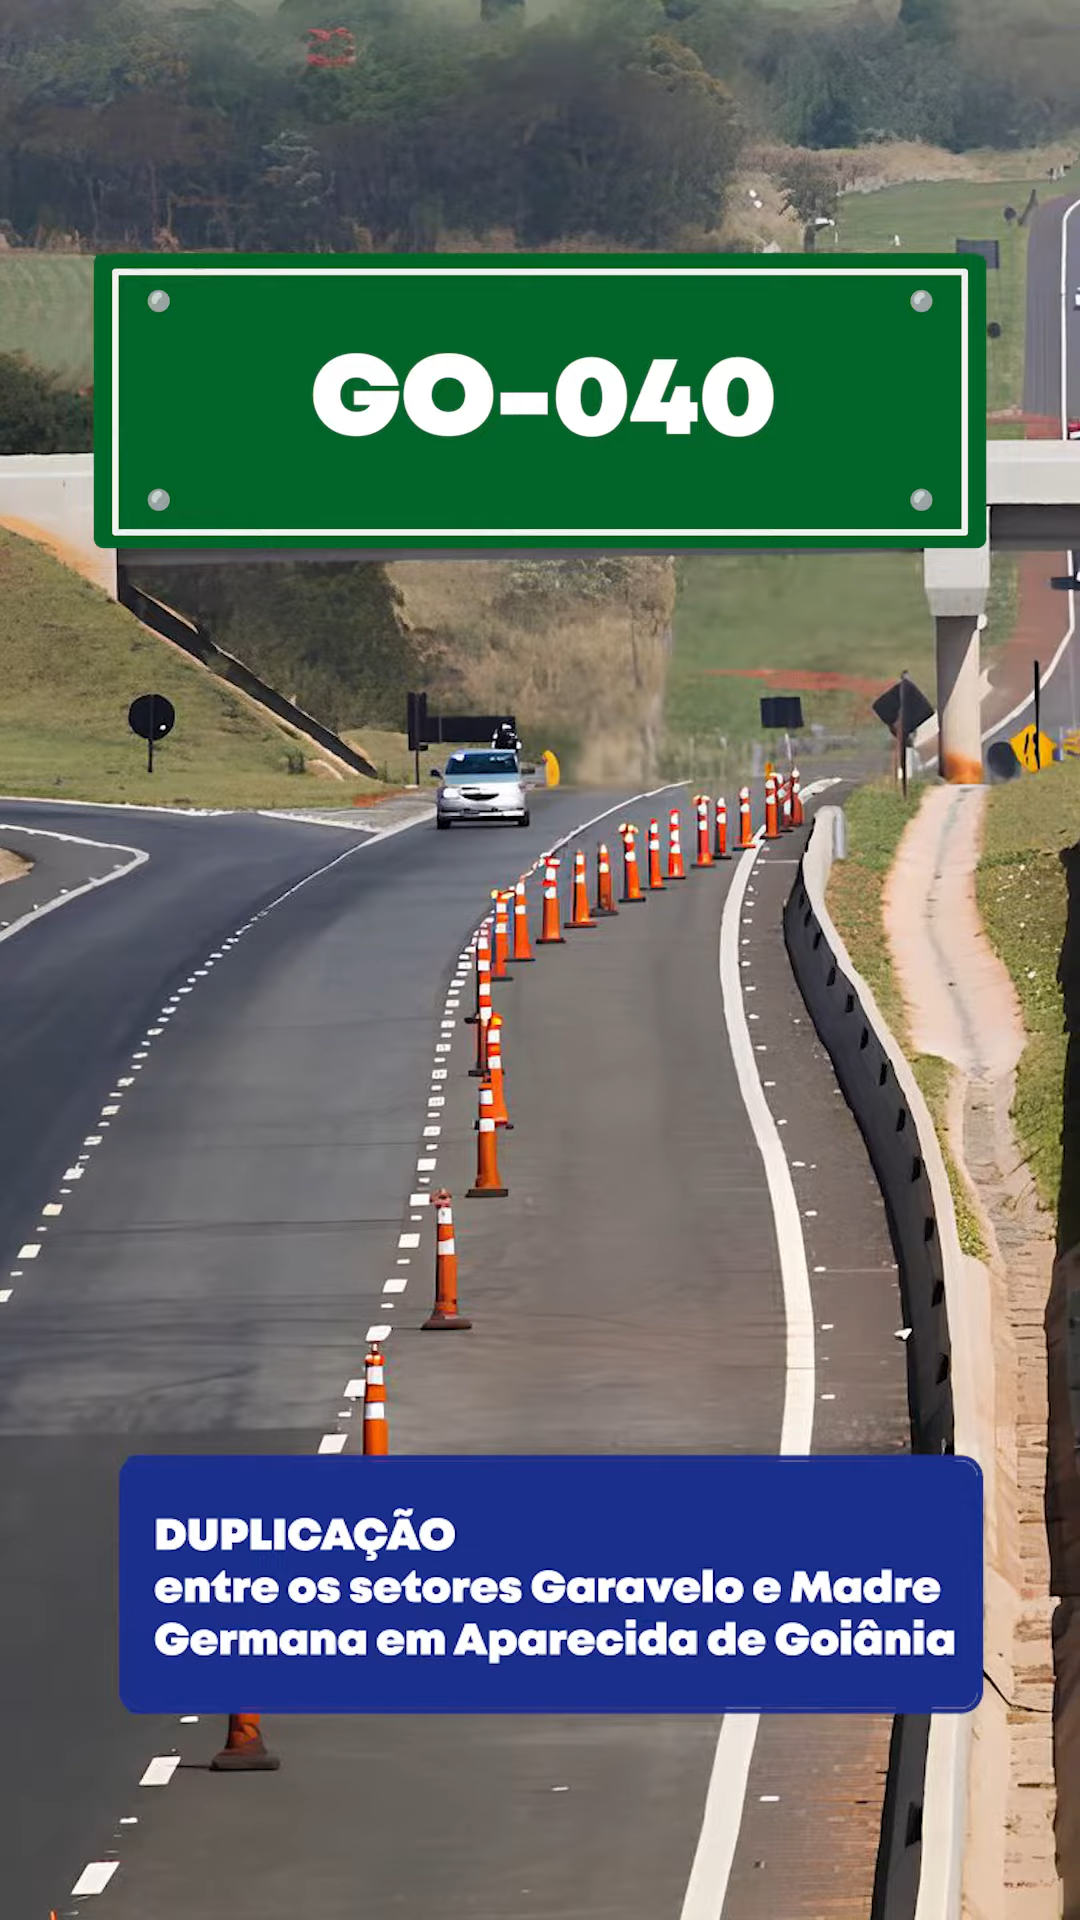 GO-040
DUPLICAÇÃO
entre os setores Garavelo e Madre
Germana em Aparecida de Goiânia